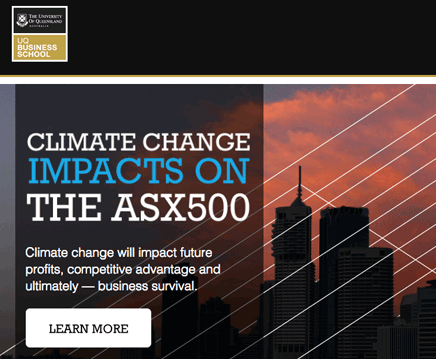 THE UNIVERSITY
OF QUEENSLAND
AUSTRALIA
UQ
BUSINESS
SCHOOL
CLIMATE CHANGE
IMPACTS ON
THE ASX500
Climate change will impact future
profits, competitive advantage and
ultimately — business survival.
LEARN MORE